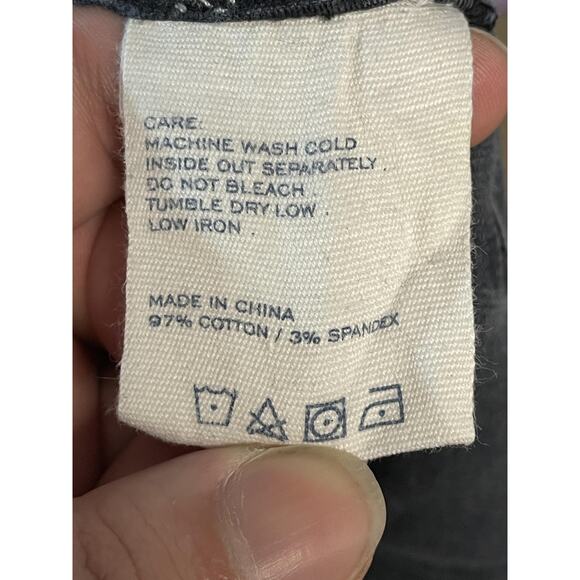 CARE:
MACHINE WASH COLD
INSIDE OUT SEPARATELY.
DO NOT BLEACH.
TUMBLE DRY LOW.
LOW IRON.
MADE IN CHINA
97% COTTON / 3% SPANDEX